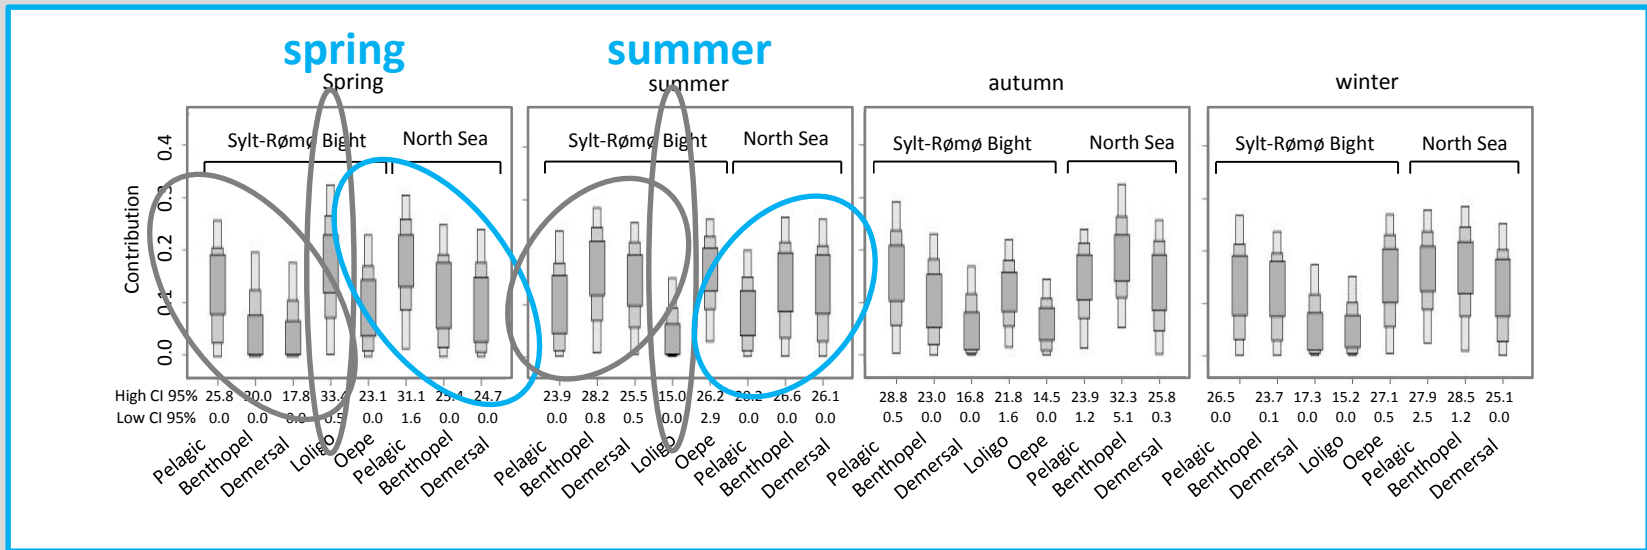 spring summer
Spring summer autumn winter
Sylt-Rømø Bight North Sea Sylt-Rømø Bight North Sea Sylt-Rømø Bight North Sea Sylt-Rømø Bight North Sea
Contribution
0.4
0.3
0.2
0.1
0.0
High CI 95% 25.8 20.0 17.8 33.4 23.1 31.1 25.4 24.7 23.9 28.2 25.5 15.0 26.2 20.2 26.6 26.1 28.8 23.0 16.8 21.8 14.5 23.9 32.3 25.8 26.5 23.7 17.3 15.2 27.1 27.9 28.5 25.1
Low CI 95% 0.0 0.0 0.0 0.5 0.0 1.6 0.0 0.0 0.0 0.8 0.5 0.0 2.9 0.0 0.0 0.0 0.5 0.0 0.0 1.6 0.0 1.2 5.1 0.3 0.0 0.1 0.0 0.0 0.5 2.5 1.2 0.0
Pelagic Benthopel Demersal Loligo Oepe Pelagic Benthopel Demersal Pelagic Benthopel Demersal Loligo Oepe Pelagic Benthopel Demersal Pelagic Benthopel Demersal Loligo Oepe Pelagic Benthopel Demersal Pelagic Benthopel Demersal Loligo Oepe Pelagic Benthopel Demersal